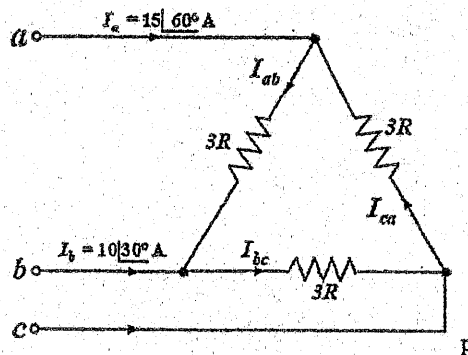 a I_a = 15∠60° A
I_ab
3R 3R
I_ca
b I_b = 10∠30° A I_bc
3R
c